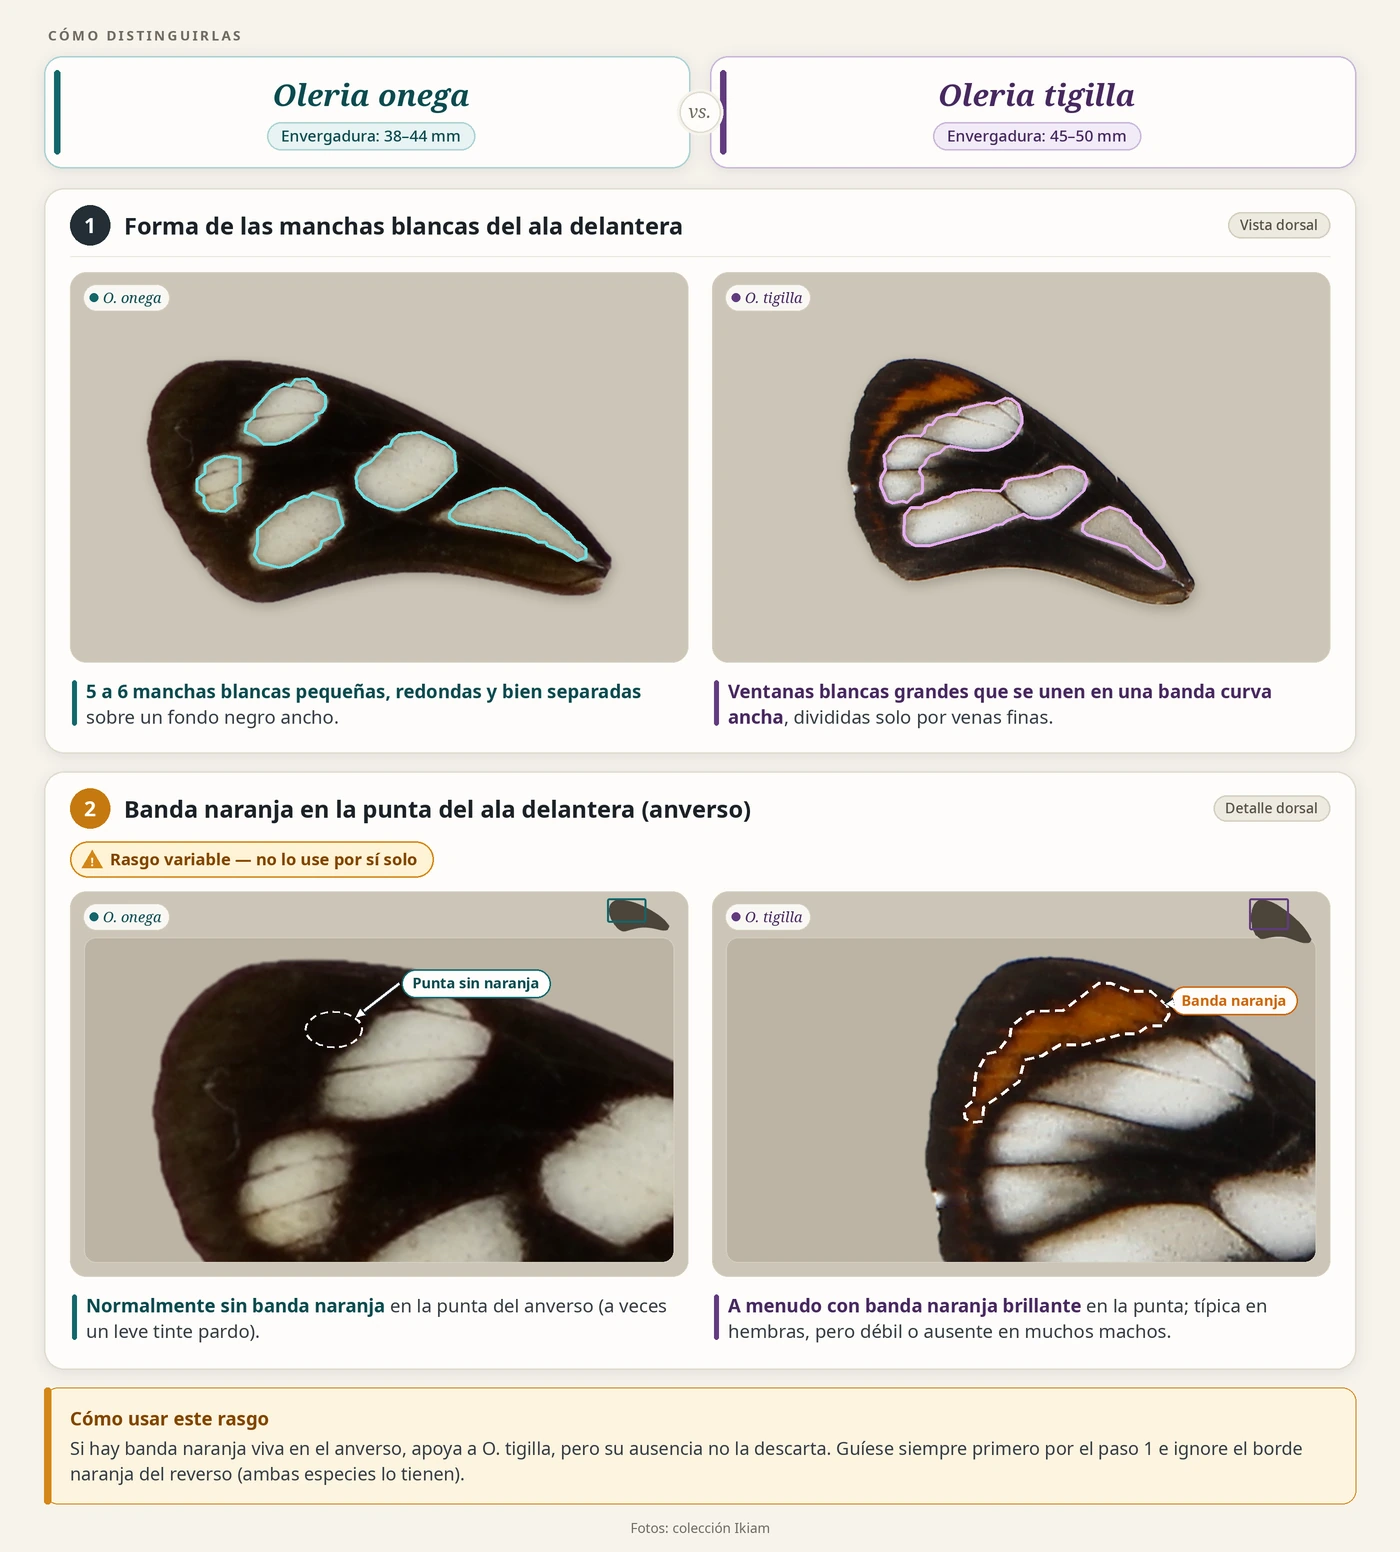 CÓMO DISTINGUIRLAS
Oleria onega
Envergadura: 38–44 mm
vs.
Oleria tigilla
Envergadura: 45–50 mm
1 Forma de las manchas blancas del ala delantera
Vista dorsal
O. onega
O. tigilla
5 a 6 manchas blancas pequeñas, redondas y bien separadas
sobre un fondo negro ancho.
Ventanas blancas grandes que se unen en una banda curva
ancha, divididas solo por venas finas.
2 Banda naranja en la punta del ala delantera (anverso)
Detalle dorsal
Rasgo variable — no lo use por sí solo
O. onega
Punta sin naranja
O. tigilla
Banda naranja
Normalmente sin banda naranja en la punta del anverso (a veces
un leve tinte pardo).
A menudo con banda naranja brillante en la punta; típica en
hembras, pero débil o ausente en muchos machos.
Cómo usar este rasgo
Si hay banda naranja viva en el anverso, apoya a O. tigilla, pero su ausencia no la descarta. Guíese siempre primero por el paso 1 e ignore el borde
naranja del reverso (ambas especies lo tienen).
Fotos: colección Ikiam